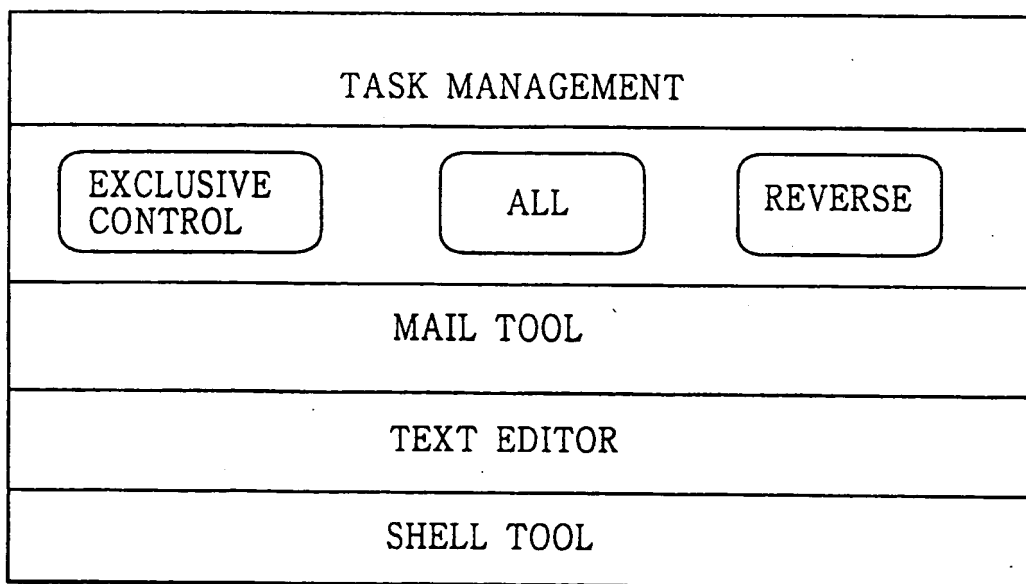 TASK MANAGEMENT
EXCLUSIVE
CONTROL
ALL
REVERSE
MAIL TOOL
TEXT EDITOR
SHELL TOOL